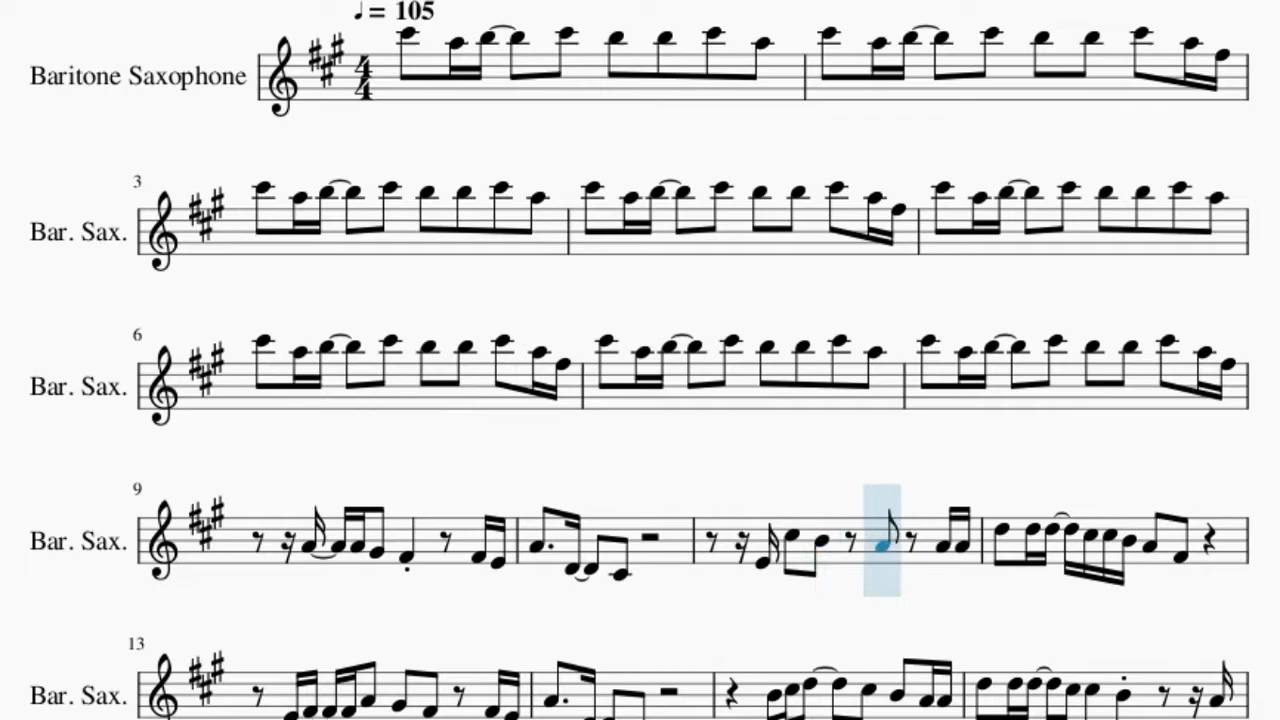 ♩= 105
Baritone Saxophone
4
4
3
Bar. Sax.
6
Bar. Sax.
9
Bar. Sax.
13
Bar. Sax.